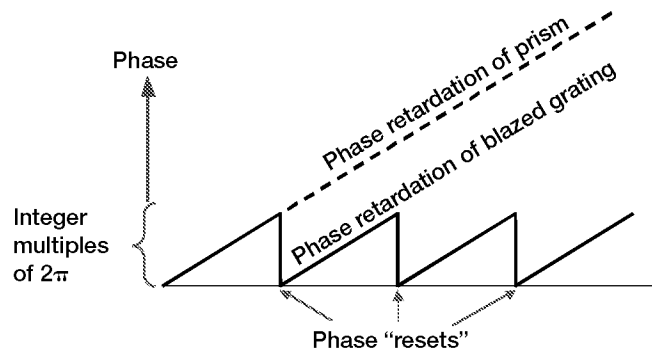 Phase
Phase retardation of prism
Phase retardation of blazed grating
Integer
multiples
of 2π
Phase “resets”